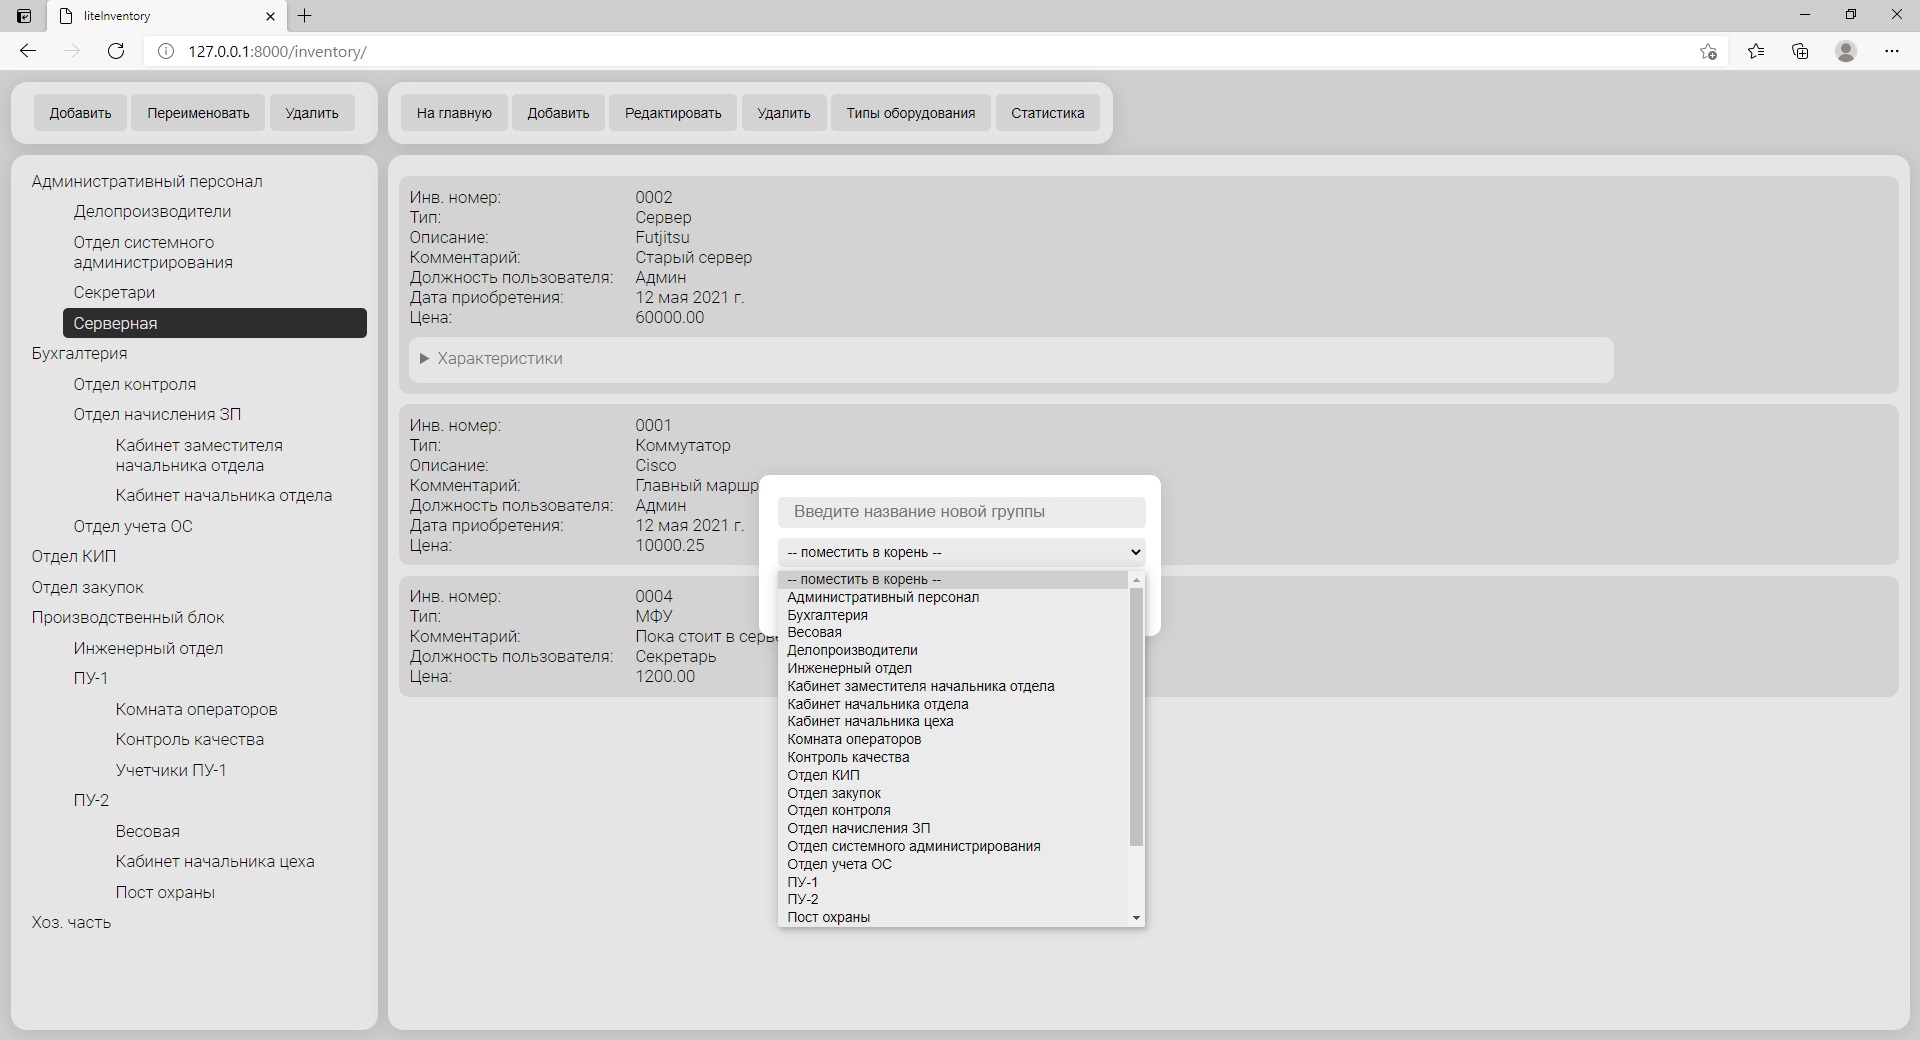 liteInventory
127.0.0.1:8000/inventory/
Добавить
Переименовать
Удалить
На главную
Добавить
Редактировать
Удалить
Типы оборудования
Статистика
Административный персонал
Делопроизводители
Отдел системного
администрирования
Секретари
Серверная
Бухгалтерия
Отдел контроля
Отдел начисления ЗП
Кабинет заместителя
начальника отдела
Кабинет начальника отдела
Отдел учета ОС
Отдел КИП
Отдел закупок
Производственный блок
Инженерный отдел
ПУ-1
Комната операторов
Контроль качества
Учетчики ПУ-1
ПУ-2
Весовая
Кабинет начальника цеха
Пост охраны
Хоз. часть
Инв. номер: 0002
Тип: Сервер
Описание: Futjitsu
Комментарий: Старый сервер
Должность пользователя: Админ
Дата приобретения: 12 мая 2021 г.
Цена: 60000.00
Характеристики
Инв. номер: 0001
Тип: Коммутатор
Описание: Cisco
Комментарий: Главный маршр
Должность пользователя: Админ
Дата приобретения: 12 мая 2021 г.
Цена: 10000.25
Инв. номер: 0004
Тип: МФУ
Комментарий: Пока стоит в серве
Должность пользователя: Секретарь
Цена: 1200.00
Введите название новой группы
-- поместить в корень --
-- поместить в корень --
Административный персонал
Бухгалтерия
Весовая
Делопроизводители
Инженерный отдел
Кабинет заместителя начальника отдела
Кабинет начальника отдела
Кабинет начальника цеха
Комната операторов
Контроль качества
Отдел КИП
Отдел закупок
Отдел контроля
Отдел начисления ЗП
Отдел системного администрирования
Отдел учета ОС
ПУ-1
ПУ-2
Пост охраны